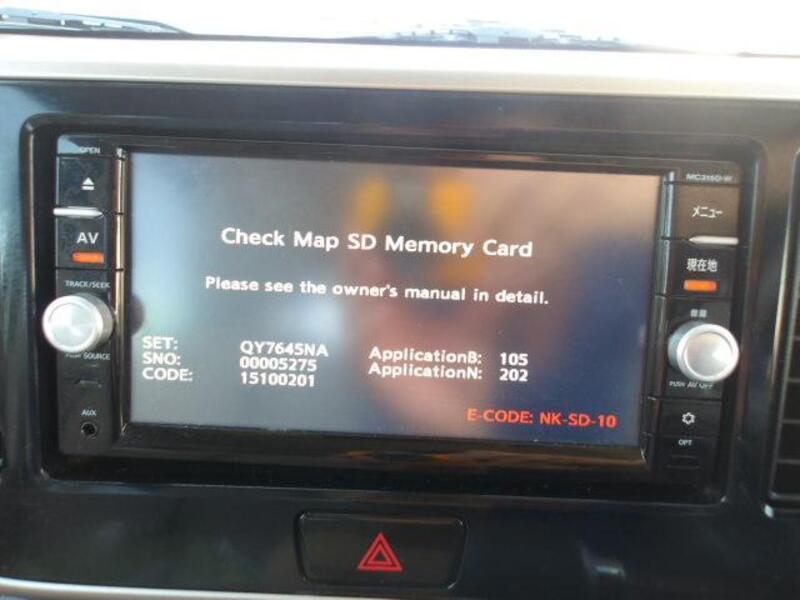 OPEN
MC315D-W
AV
メニュー
TRACK/SEEK
現在地
PUSH SOURCE
音量
PUSH AV OFF
AUX
OPT
Check Map SD Memory Card
Please see the owner's manual in detail.
SET: QY7645NA ApplicationB: 105
SNO: 00005275 ApplicationN: 202
CODE: 15100201
E-CODE: NK-SD-10